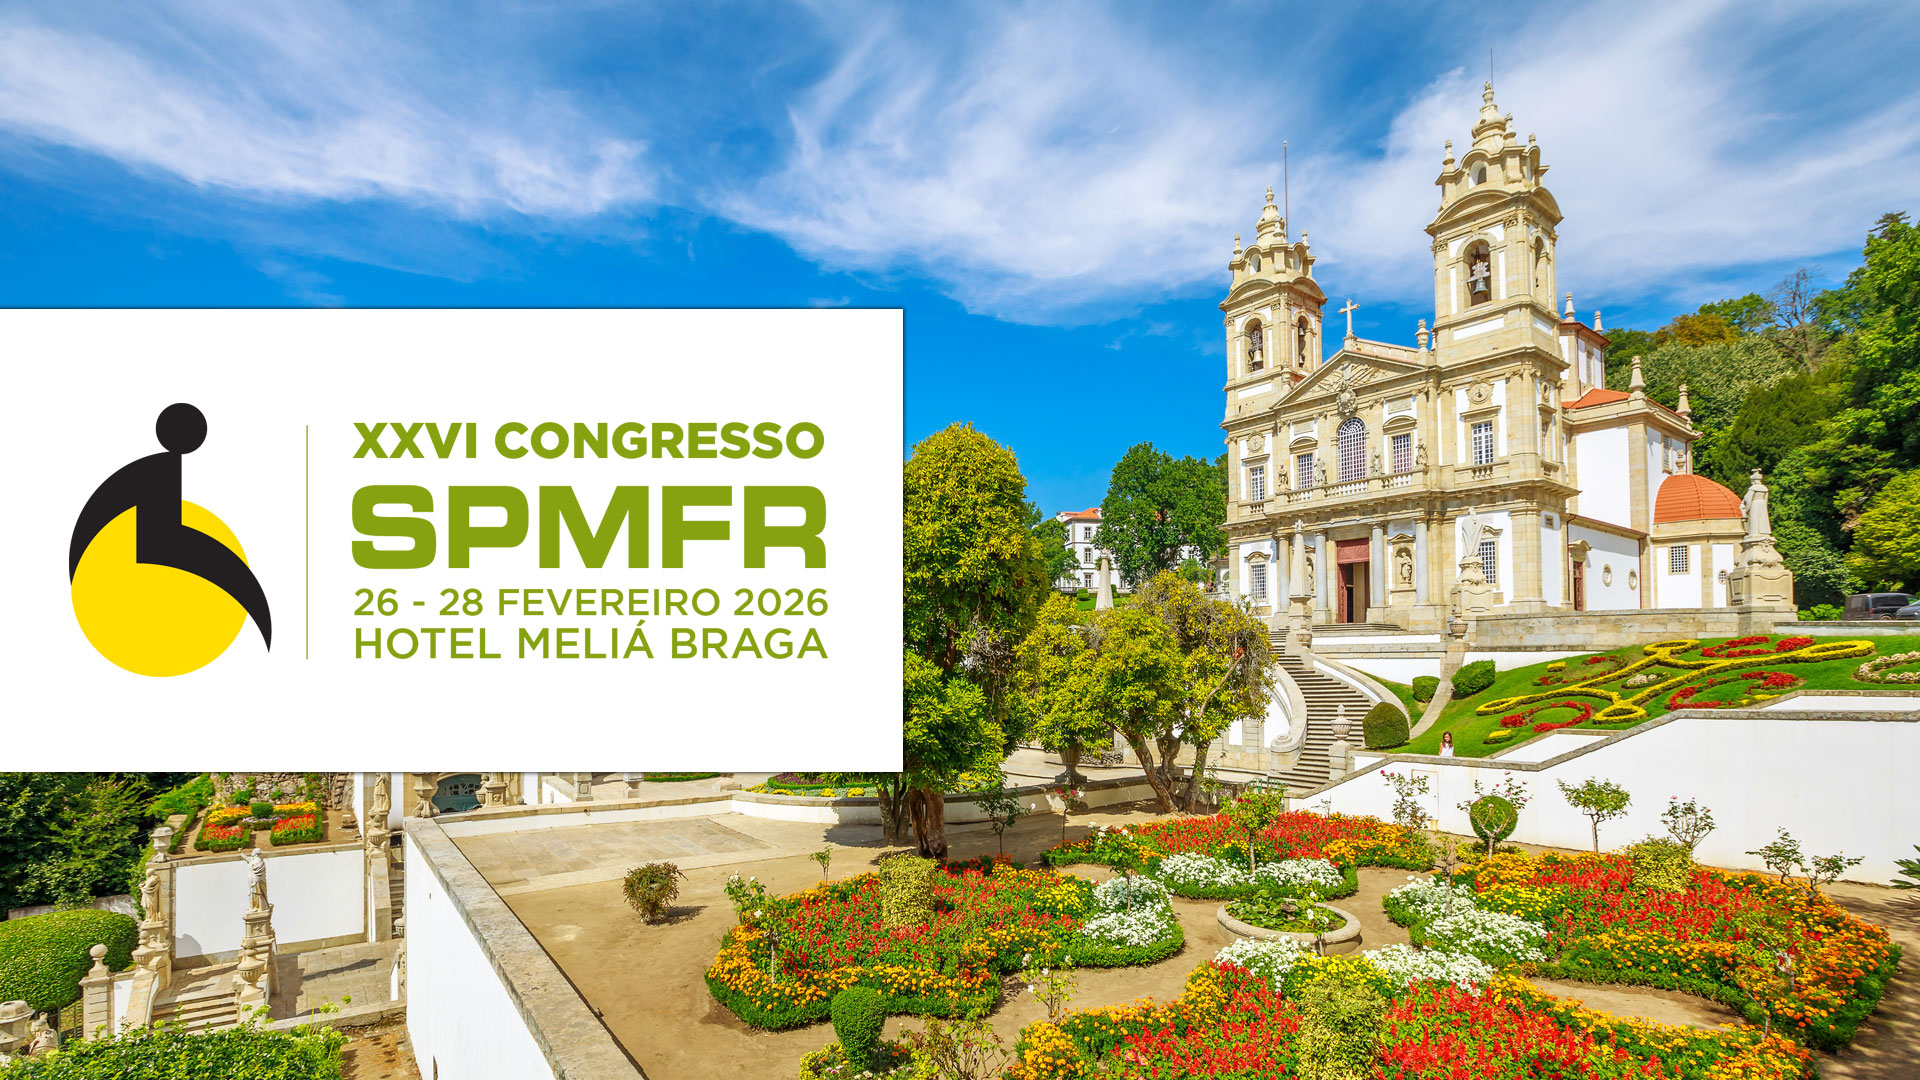 XXVI CONGRESSO
SPMFR
26 - 28 FEVEREIRO 2026
HOTEL MELIÁ BRAGA